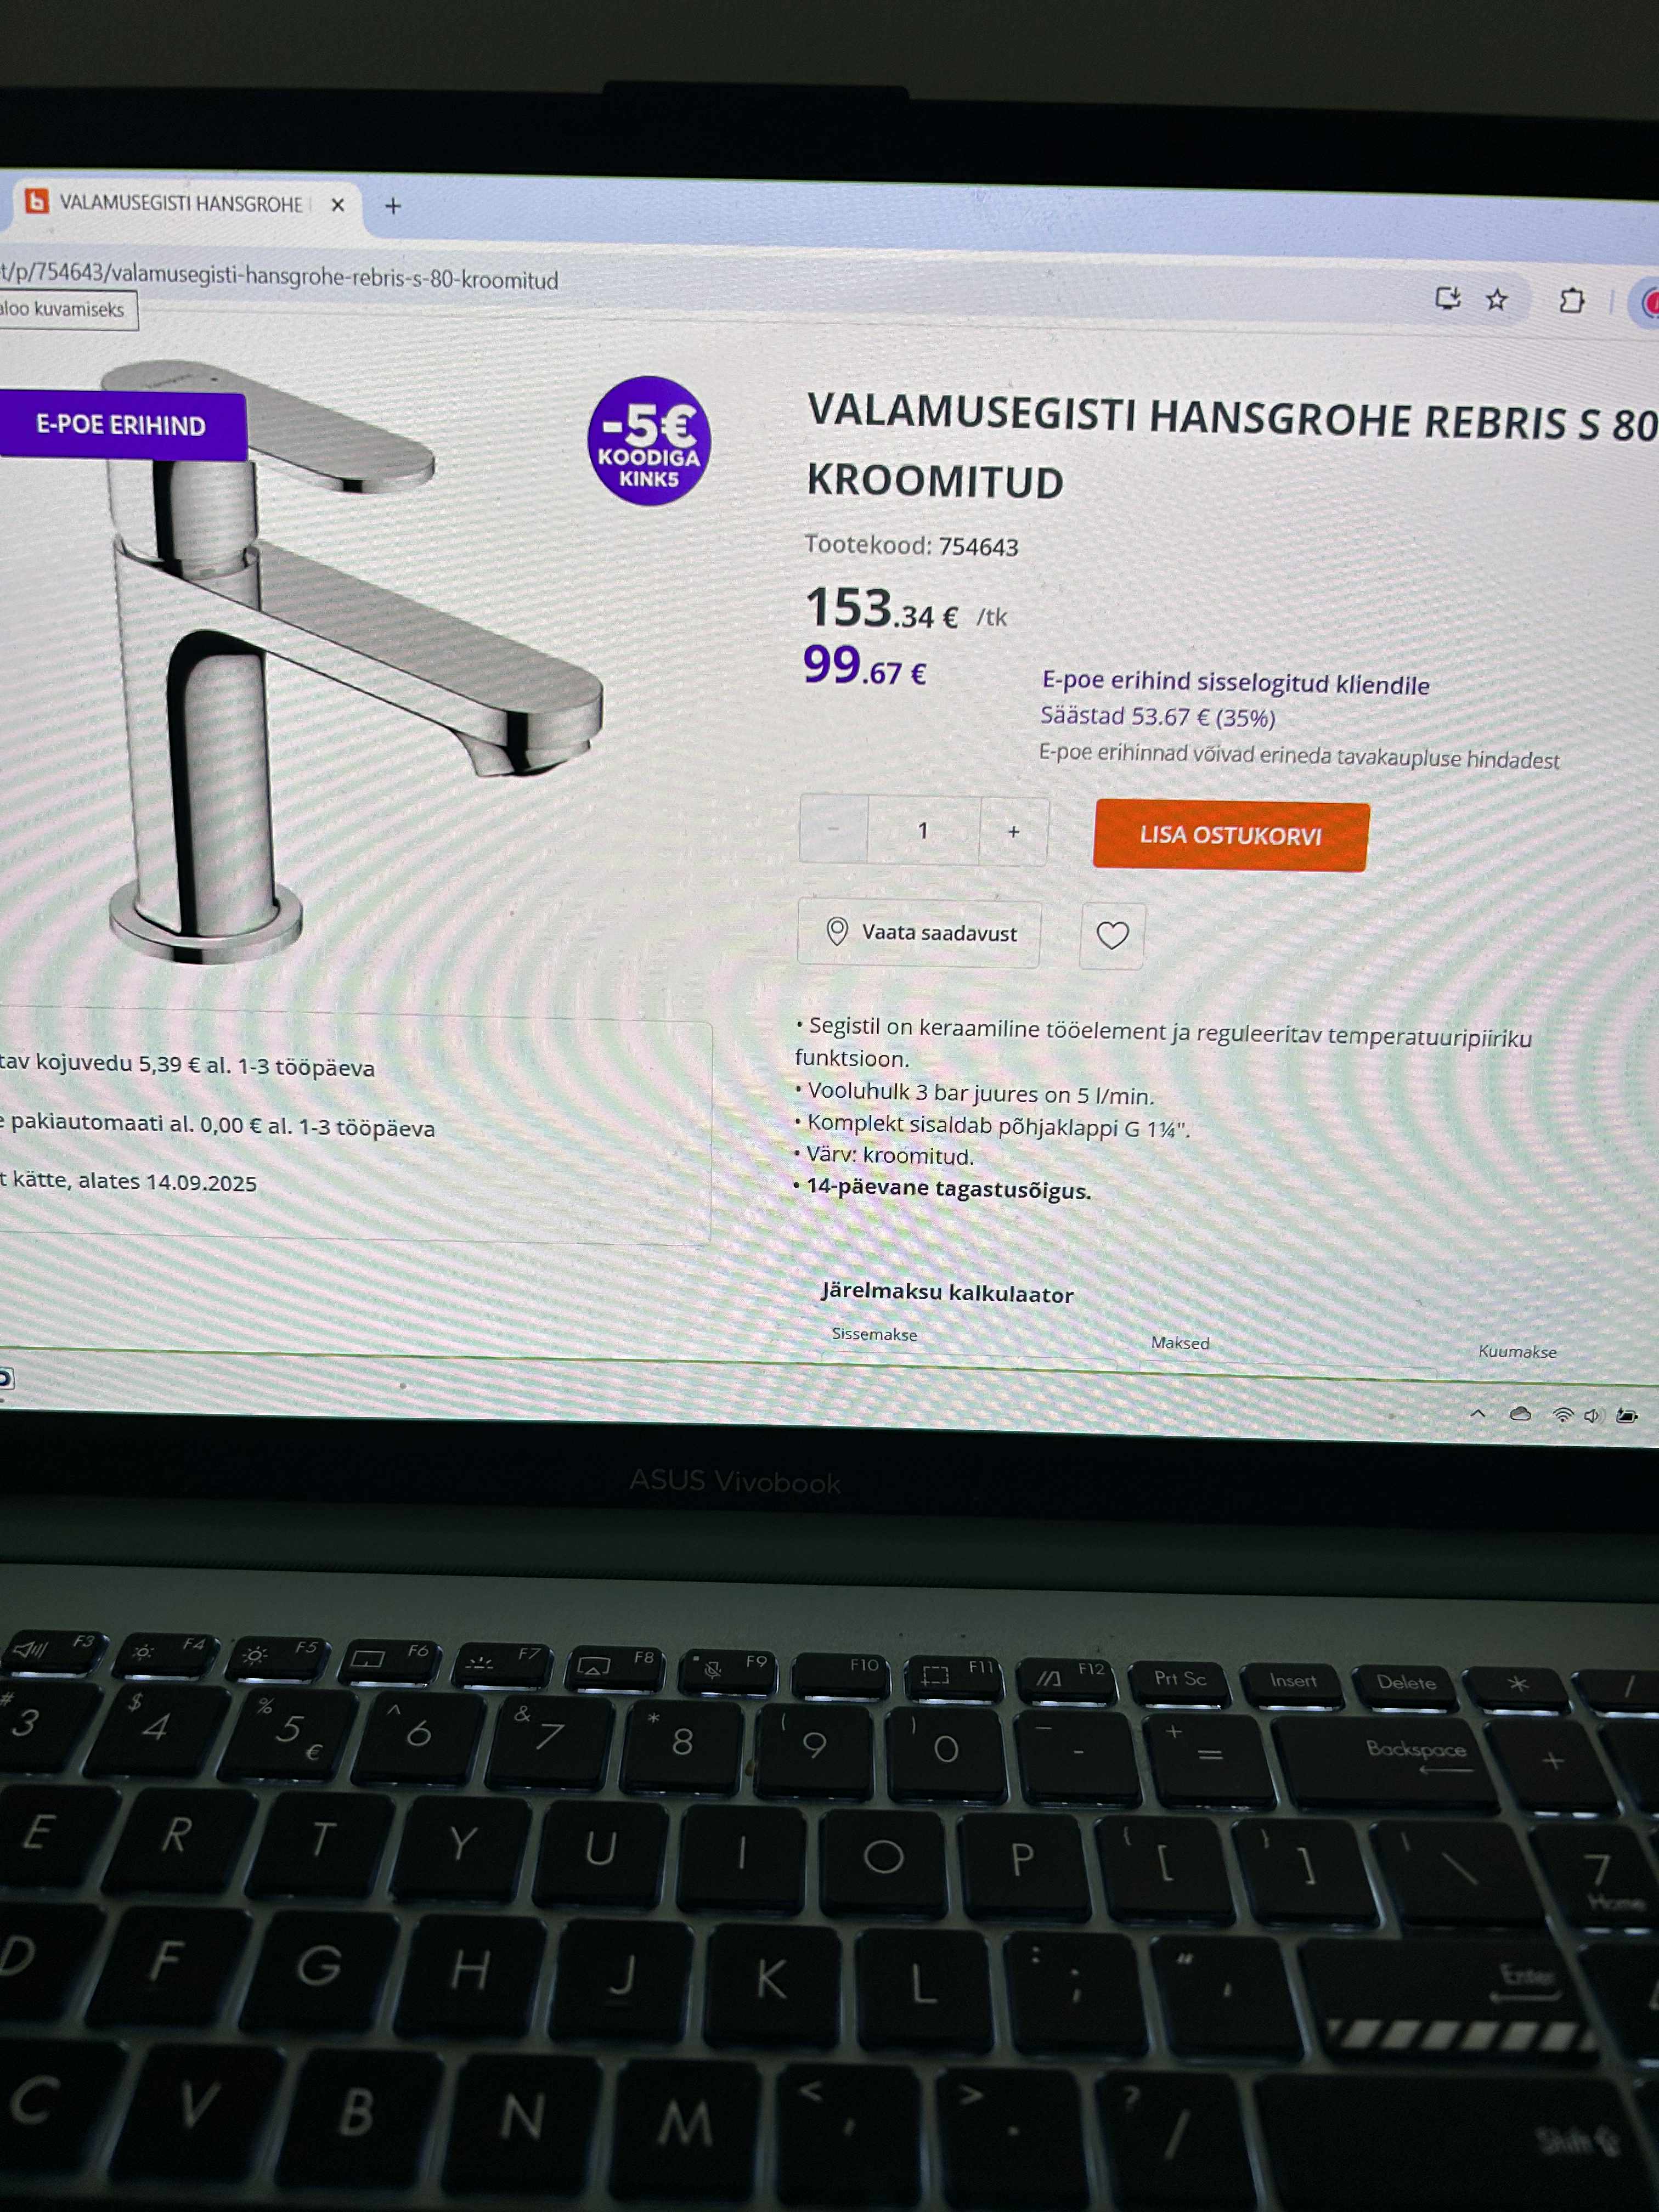 VALAMUSEGISTI HANSGROHE
t/p/754643/valamusegisti-hansgrohe-rebris-s-80-kroomitud
aloo kuvamiseks
E-POE ERIHIND
-5€
KOODIGA
KINK5
VALAMUSEGISTI HANSGROHE REBRIS S 80
KROOMITUD
Tootekood: 754643
153.34 € /tk
99.67 €
E-poe erihind sisselogitud kliendile
Säästad 53.67 € (35%)
E-poe erihinnad võivad erineda tavakaupluse hindadest
- 1 +
LISA OSTUKORVI
Vaata saadavust
tav kojuvedu 5,39 € al. 1-3 tööpäeva
e pakiautomaati al. 0,00 € al. 1-3 tööpäeva
t kätte, alates 14.09.2025
• Segistil on keraamiline tööelement ja reguleeritav temperatuuripiiriku
funktsioon.
• Vooluhulk 3 bar juures on 5 l/min.
• Komplekt sisaldab põhjaklappi G 1¼".
• Värv: kroomitud.
• 14-päevane tagastusõigus.
Järelmaksu kalkulaator
Sissemakse Maksed Kuumakse
ASUS Vivobook
F3 F4 F5 F6 F7 F8 F9 F10 F11 F12 Prt Sc Insert Delete * /
# 3 $ 4 % 5 € ^ 6 & 7 * 8 ( 9 ) 0 _ - + = Backspace +
E R T Y U I O P { [ } ] | \ 7 Home
D F G H J K L : ; " ' Enter
C V B N M < , > . ? / Shift